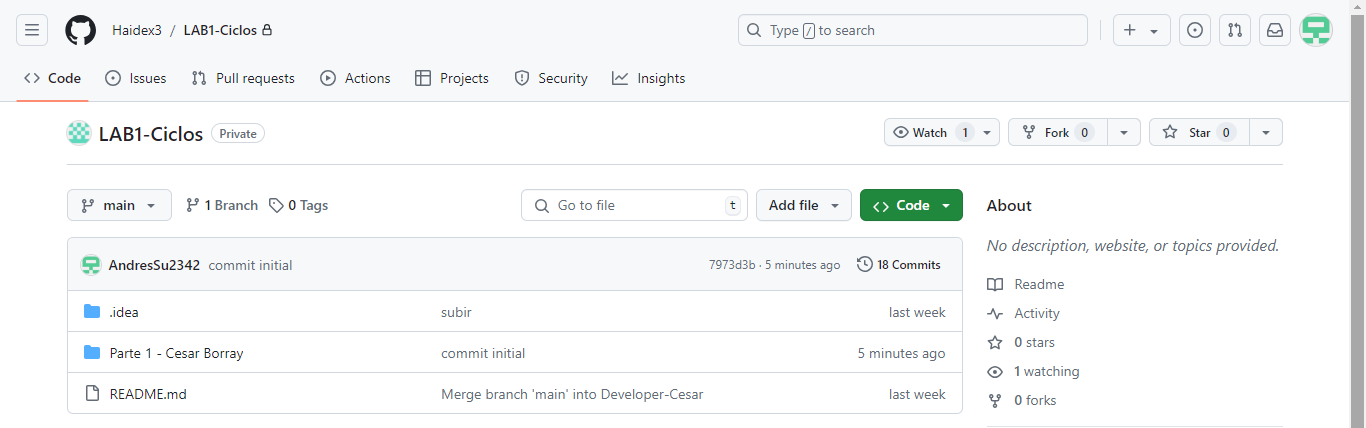 Haidex3 / LAB1-Ciclos Type / to search
Code Issues Pull requests Actions Projects Security Insights
LAB1-Ciclos Private Watch 1 Fork 0 Star 0
main 1 Branch 0 Tags Go to file t Add file Code About
No description, website, or topics provided.
AndresSu2342 commit initial 7973d3b · 5 minutes ago 18 Commits
Readme
.idea subir last week
Activity
0 stars
Parte 1 - Cesar Borray commit initial 5 minutes ago
1 watching
README.md Merge branch 'main' into Developer-Cesar last week
0 forks